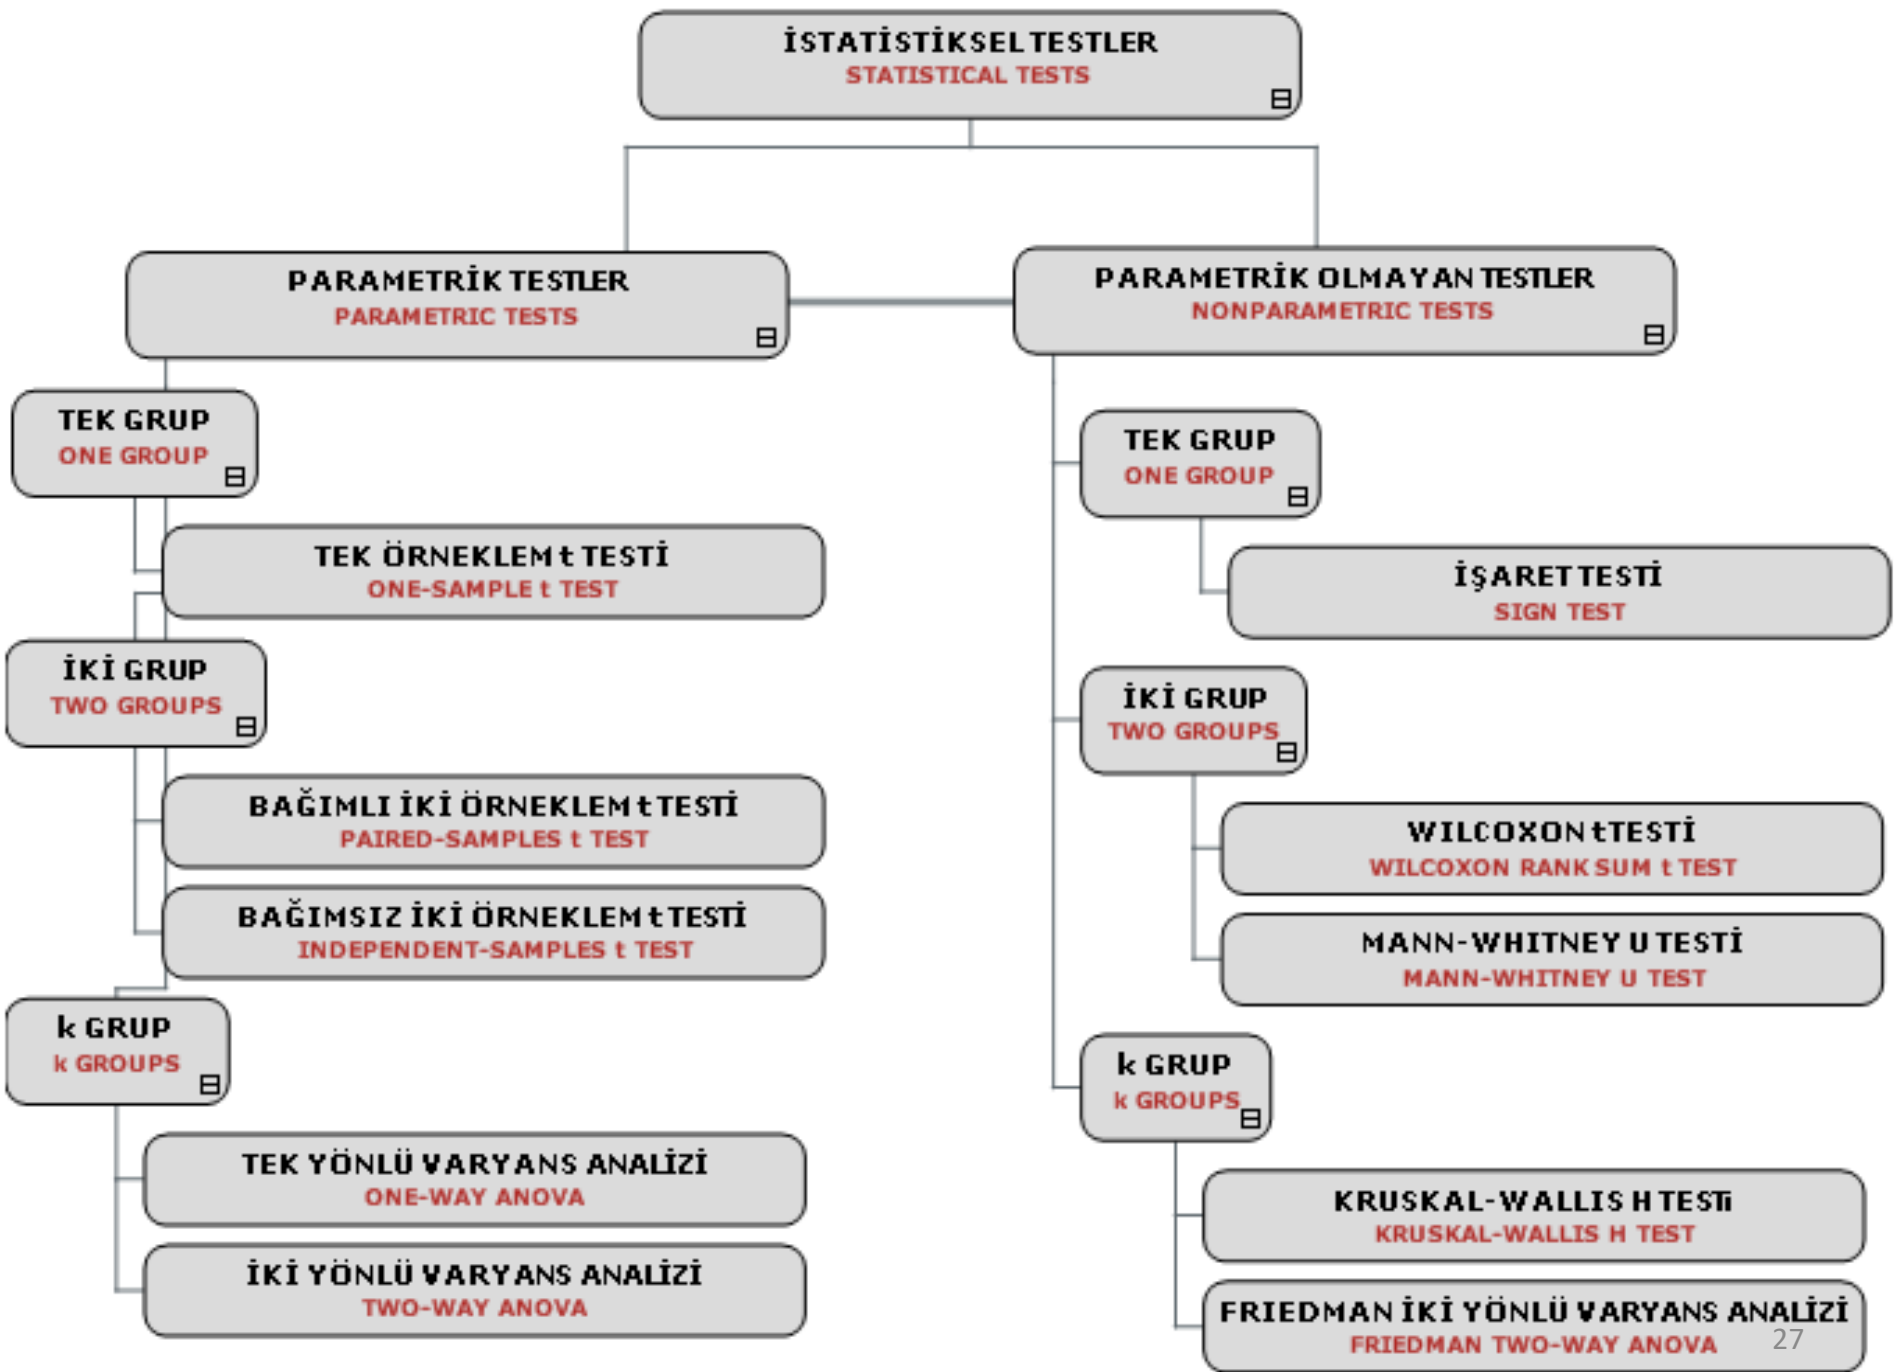 İSTATİSTİKSEL TESTLER
STATISTICAL TESTS
PARAMETRİK TESTLER
PARAMETRIC TESTS
TEK GRUP
ONE GROUP
TEK ÖRNEKLEM t TESTİ
ONE-SAMPLE t TEST
İKİ GRUP
TWO GROUPS
BAĞIMLI İKİ ÖRNEKLEM t TESTİ
PAIRED-SAMPLES t TEST
BAĞIMSIZ İKİ ÖRNEKLEM t TESTİ
INDEPENDENT-SAMPLES t TEST
k GRUP
k GROUPS
TEK YÖNLÜ VARYANS ANALİZİ
ONE-WAY ANOVA
İKİ YÖNLÜ VARYANS ANALİZİ
TWO-WAY ANOVA
PARAMETRİK OLMAYAN TESTLER
NONPARAMETRIC TESTS
TEK GRUP
ONE GROUP
İŞARET TESTİ
SIGN TEST
İKİ GRUP
TWO GROUPS
WILCOXON t TESTİ
WILCOXON RANK SUM t TEST
MANN-WHITNEY U TESTİ
MANN-WHITNEY U TEST
k GRUP
k GROUPS
KRUSKAL-WALLIS H TESTi
KRUSKAL-WALLIS H TEST
FRIEDMAN İKİ YÖNLÜ VARYANS ANALİZİ
FRIEDMAN TWO-WAY ANOVA
27